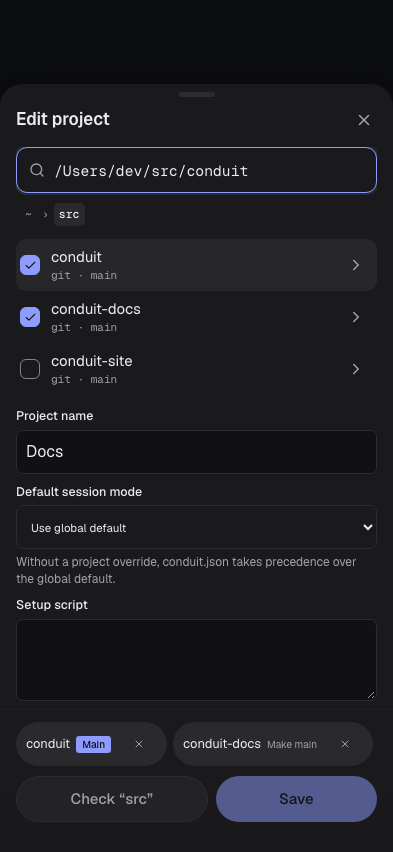 Edit project
/Users/dev/src/conduit
~ › src
conduit
git · main
conduit-docs
git · main
conduit-site
git · main
Project name
Docs
Default session mode
Use global default
Without a project override, conduit.json takes precedence over
the global default.
Setup script
conduit Main
conduit-docs Make main
Check “src”
Save